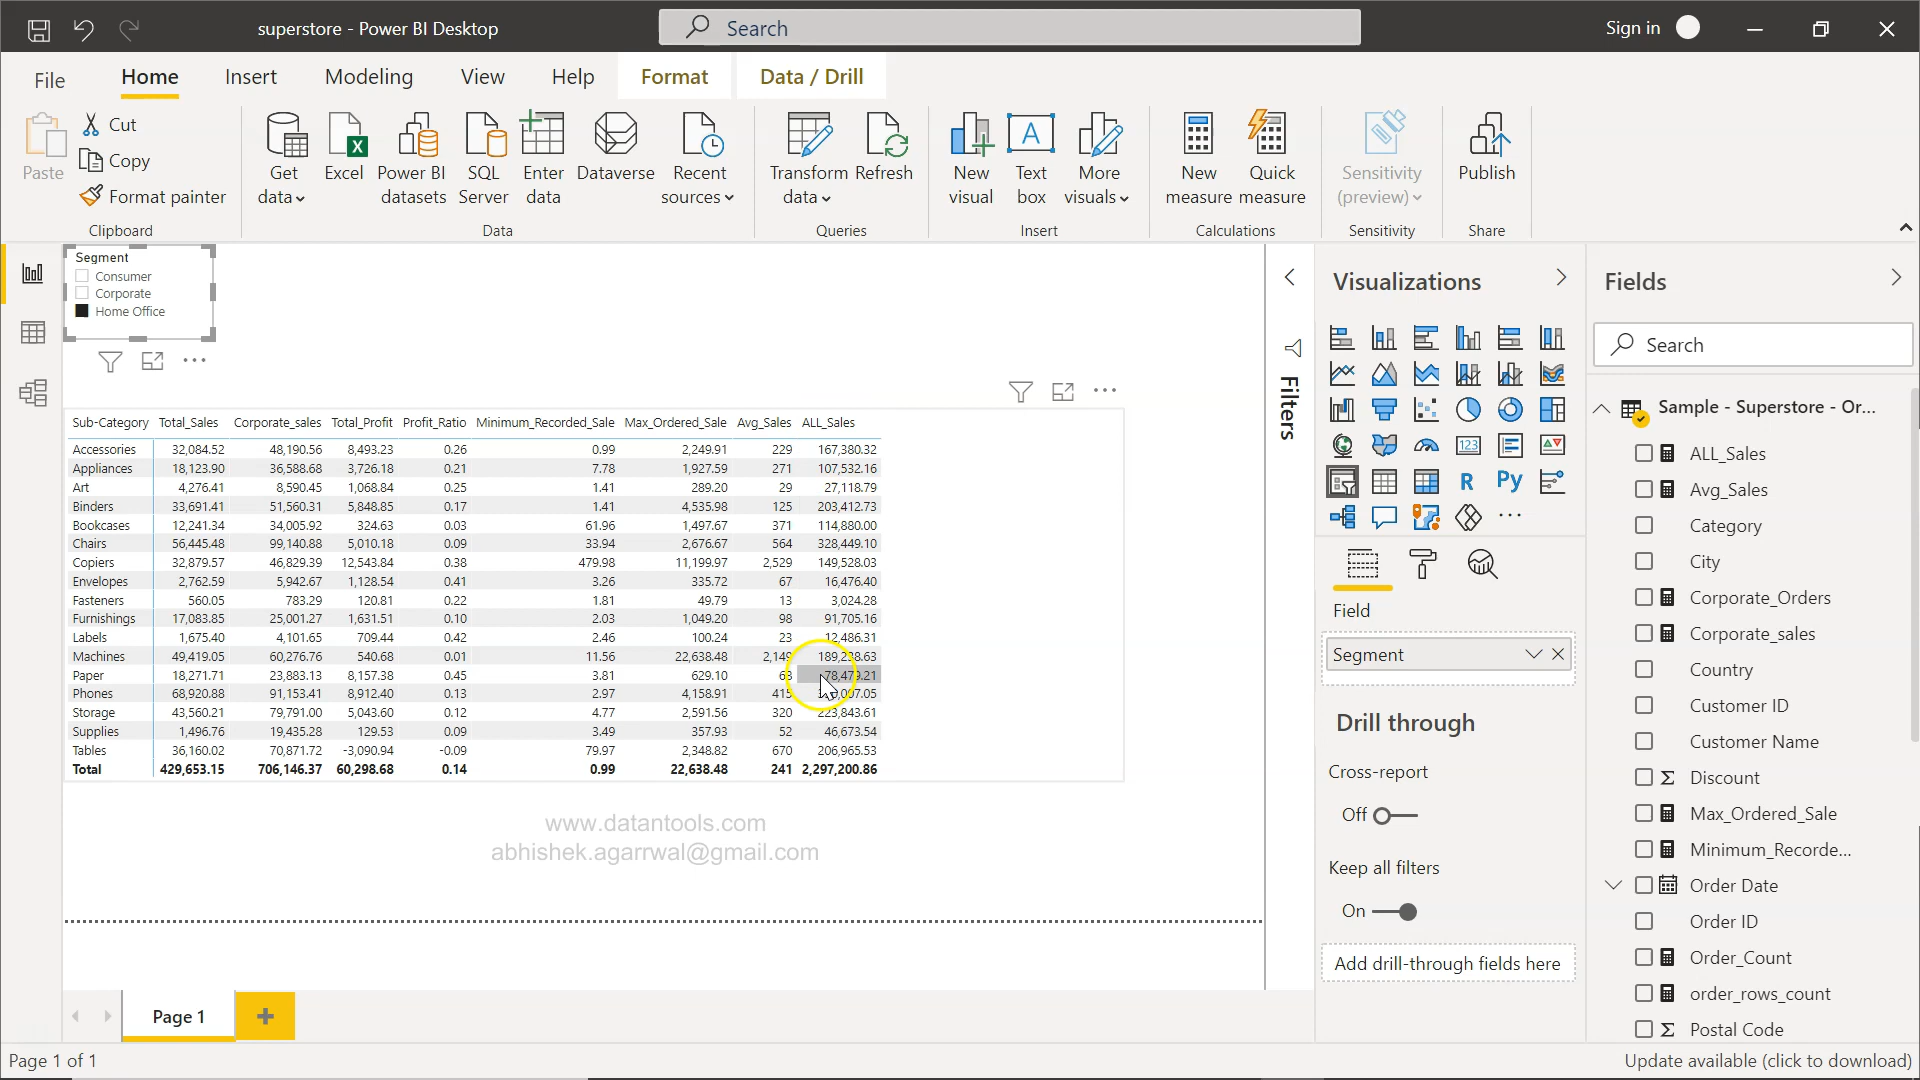 superstore - Power BI Desktop
Search
Sign in
File
Home
Insert
Modeling
View
Help
Format
Data / Drill
Paste
Cut
Copy
Format painter
Clipboard
Get data
Excel
Power BI datasets
SQL Server
Enter data
Dataverse
Recent sources
Data
Transform data
Refresh
Queries
New visual
A
Text box
More visuals
Insert
New measure
Quick measure
Calculations
Sensitivity (preview)
Sensitivity
Publish
Share
Segment
Consumer
Corporate
Home Office
Sub-Category Total_Sales Corporate_sales Total_Profit Profit_Ratio Minimum_Recorded_Sale Max_Ordered_Sale Avg_Sales ALL_Sales
Accessories 32,084.52 48,190.56 8,493.23 0.26 0.99 2,249.91 229 167,380.32
Appliances 18,123.90 36,588.68 3,726.18 0.21 7.78 1,927.59 271 107,532.16
Art 4,276.41 8,590.45 1,068.84 0.25 1.41 289.20 29 27,118.79
Binders 33,691.41 51,560.31 5,848.85 0.17 1.41 4,535.98 125 203,412.73
Bookcases 12,241.34 34,005.92 324.63 0.03 61.96 1,497.67 371 114,880.00
Chairs 56,445.48 99,140.88 5,010.18 0.09 33.94 2,676.67 564 328,449.10
Copiers 32,879.57 46,829.39 12,543.84 0.38 479.98 11,199.97 2,529 149,528.03
Envelopes 2,762.59 5,942.67 1,128.54 0.41 3.26 335.72 67 16,476.40
Fasteners 560.05 783.29 120.81 0.22 1.81 49.79 13 3,024.28
Furnishings 17,083.85 25,001.27 1,631.51 0.10 2.03 1,049.20 98 91,705.16
Labels 1,675.40 4,101.65 709.44 0.42 2.46 100.24 23 12,486.31
Machines 49,419.05 60,276.76 540.68 0.01 11.56 22,638.48 2,149 189,238.63
Paper 18,271.71 23,883.13 8,157.38 0.45 3.81 629.10 78,479.21
Phones 68,920.88 91,153.41 8,912.40 0.13 2.97 4,158.91 415
Storage 43,560.21 79,791.00 5,043.60 0.12 4.77 2,591.56 320 223,843.61
Supplies 1,496.76 19,435.28 129.53 0.09 3.49 357.93 52 46,673.54
Tables 36,160.02 70,871.72 -3,090.94 -0.09 79.97 2,348.82 670 206,965.53
Total 429,653.15 706,146.37 60,298.68 0.14 0.99 22,638.48 241 2,297,200.86
www.datantools.com
abhishek.agarrwal@gmail.com
Page 1
Page 1 of 1
Update available (click to download)
Filters
Visualizations
123
R
Py
Field
Segment
Drill through
Cross-report
Off
Keep all filters
On
Add drill-through fields here
Fields
Search
Sample - Superstore - Or...
ALL_Sales
Avg_Sales
Category
City
Corporate_Orders
Corporate_sales
Country
Customer ID
Customer Name
Σ Discount
Max_Ordered_Sale
Minimum_Recorde...
Order Date
Order ID
Order_Count
order_rows_count
Σ Postal Code